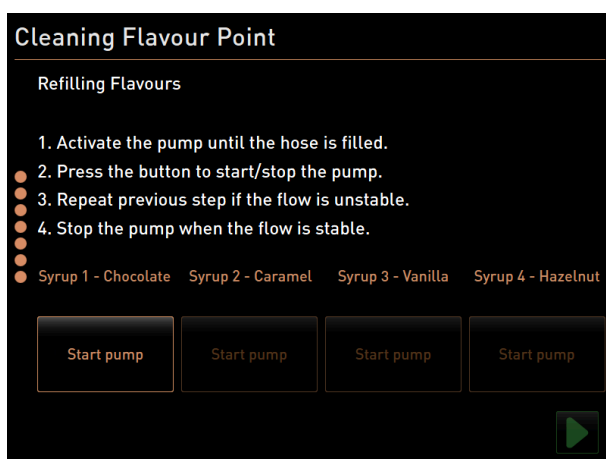 Cleaning Flavour Point
Refilling Flavours
1. Activate the pump until the hose is filled.
2. Press the button to start/stop the pump.
3. Repeat previous step if the flow is unstable.
4. Stop the pump when the flow is stable.
Syrup 1 - Chocolate Syrup 2 - Caramel Syrup 3 - Vanilla Syrup 4 - Hazelnut
Start pump Start pump Start pump Start pump